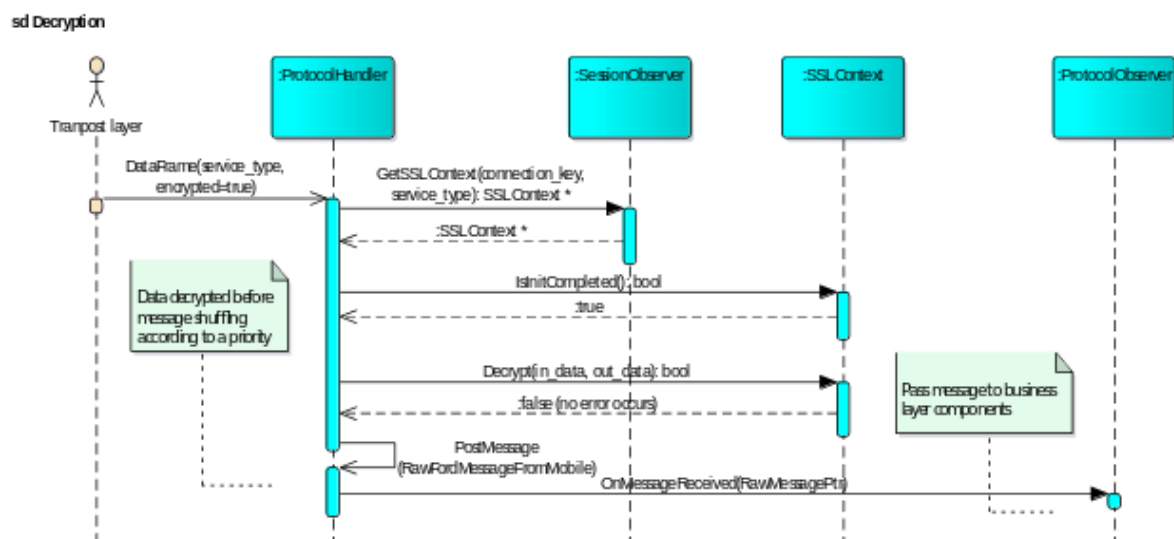 sd Decryption
:ProtocolHandler
:SessionObserver
:SSLContext
:ProtocolObserver
Tranpost layer
DataFrame(service_type,
encrypted=true)
GetSSLContext(connection_key,
service_type): SSLContext *
:SSLContext *
IsInitCompleted(): bool
:true
Data decrypted before
message shuffling
according to a priority
Decrypt(in_data, out_data): bool
:false (no error occurs)
Pass message to business
layer components
PostMessage
(RawFordMessageFromMobile)
OnMessageReceived(RawMessagePtr)